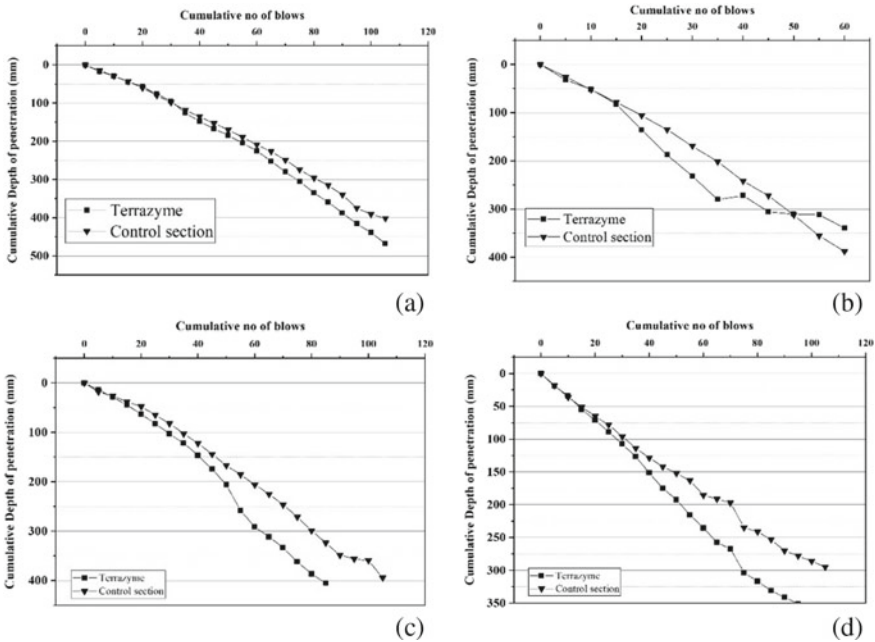 Cumulative no of blows
0 20 40 60 80 100 120
Cumulative Depth of penetration (mm)
0
100
200
300
400
500
Terrazyme
Control section
(a)
Cumulative no of blows
0 10 20 30 40 50 60
Cumulative Depth of penetration (mm)
0
100
200
300
400
Terrazyme
Control section
(b)
Cumulative no of blows
0 20 40 60 80 100 120
Cumulative Depth of penetration (mm)
0
100
200
300
400
Terrazyme
Control section
(c)
Cumulative no of blows
0 20 40 60 80 100 120
Cumulative Depth of penetration (mm)
0
50
100
150
200
250
300
350
Terrazyme
Control section
(d)